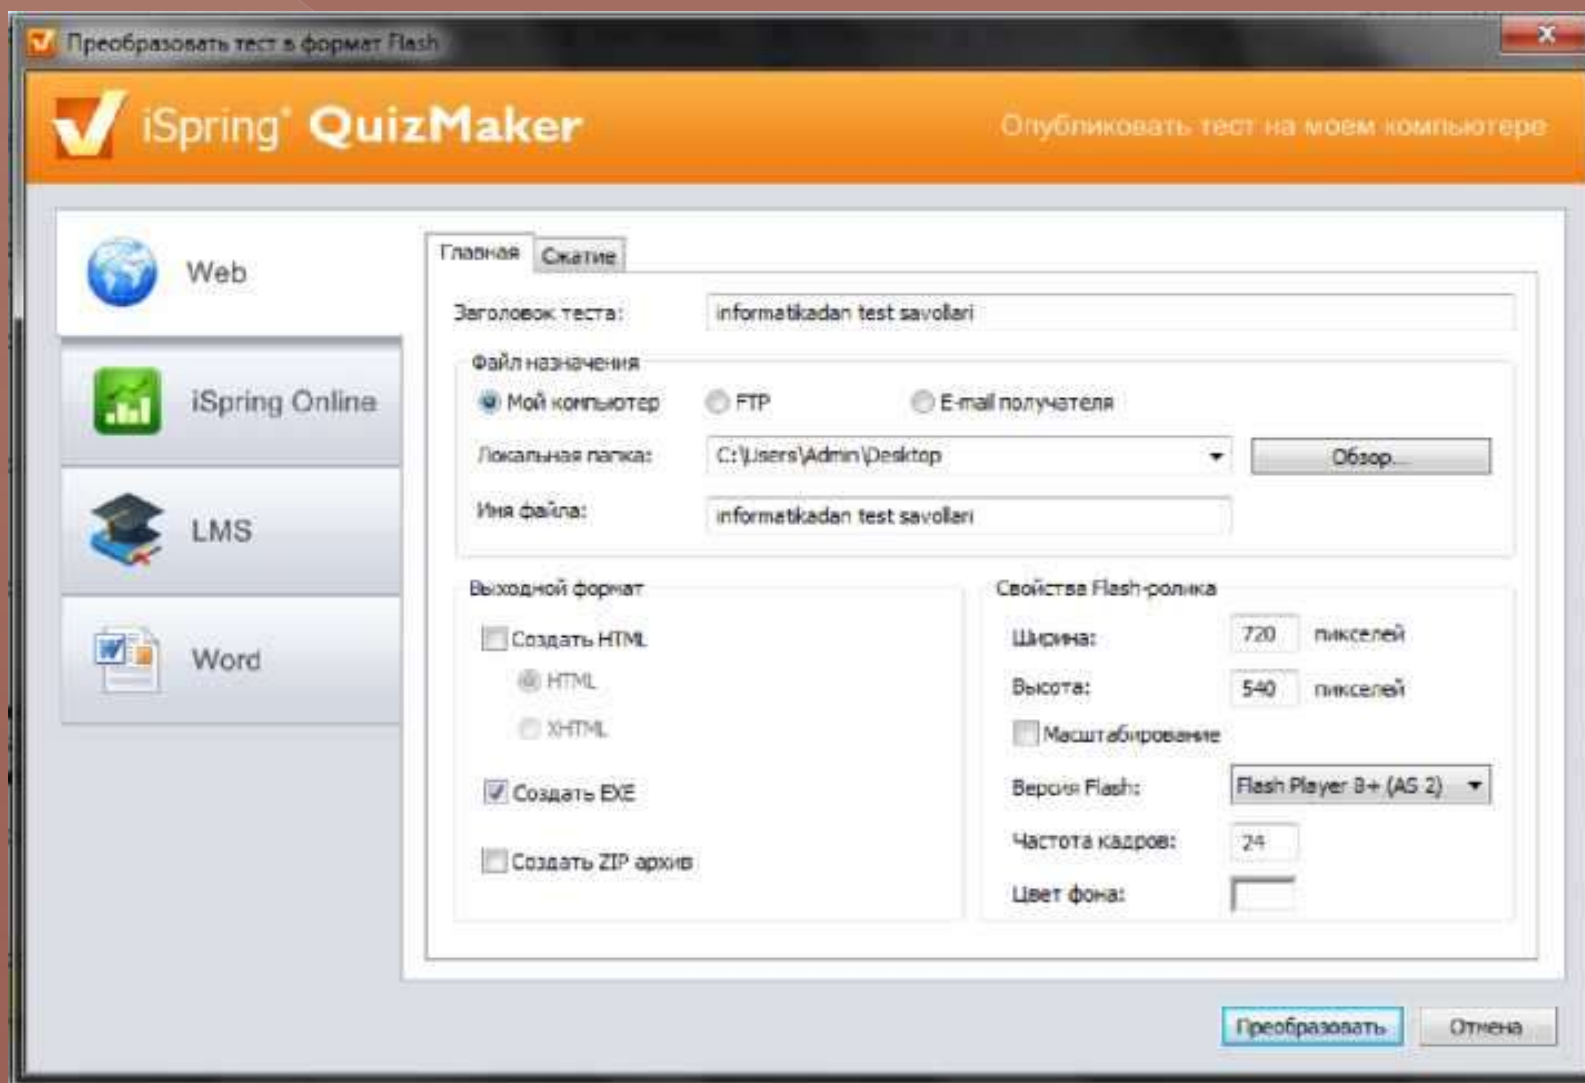 Преобразовать тест в формат Flash
iSpring® QuizMaker
Опубликовать тест на моем компьютере
Web
iSpring Online
LMS
Word
Главная Сжатие
Заголовок теста: informatikadan test savollari
Файл назначения
Мой компьютер FTP E-mail получателя
Локальная папка: C:\Users\Admin\Desktop Обзор...
Имя файла: informatikadan test savollari
Выходной формат
Создать HTML
HTML
XHTML
Создать EXE
Создать ZIP архив
Свойства Flash-ролика
Ширина: 720 пикселей
Высота: 540 пикселей
Масштабирование
Версия Flash: Flash Player 8+ (AS 2)
Частота кадров: 24
Цвет фона:
Преобразовать Отмена